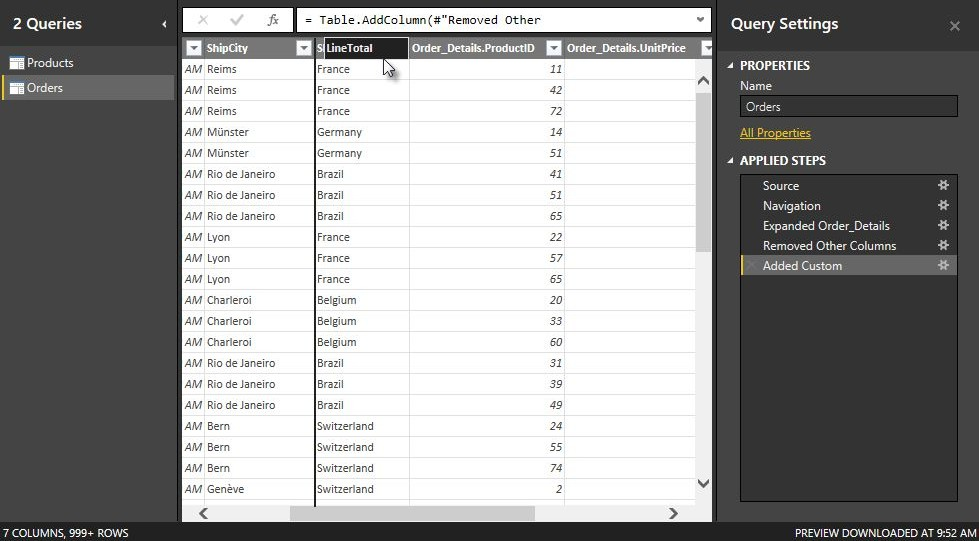 2 Queries
Products
Orders
fx = Table.AddColumn(#"Removed Other
ShipCity LineTotal Order_Details.ProductID Order_Details.UnitPrice
AM Reims France 11
AM Reims France 42
AM Reims France 72
AM Münster Germany 14
AM Münster Germany 51
AM Rio de Janeiro Brazil 41
AM Rio de Janeiro Brazil 51
AM Rio de Janeiro Brazil 65
AM Lyon France 22
AM Lyon France 57
AM Lyon France 65
AM Charleroi Belgium 20
AM Charleroi Belgium 33
AM Charleroi Belgium 60
AM Rio de Janeiro Brazil 31
AM Rio de Janeiro Brazil 39
AM Rio de Janeiro Brazil 49
AM Bern Switzerland 24
AM Bern Switzerland 55
AM Bern Switzerland 74
AM Genève Switzerland 2
Query Settings
PROPERTIES
Name
Orders
All Properties
APPLIED STEPS
Source
Navigation
Expanded Order_Details
Removed Other Columns
Added Custom
7 COLUMNS, 999+ ROWS
PREVIEW DOWNLOADED AT 9:52 AM